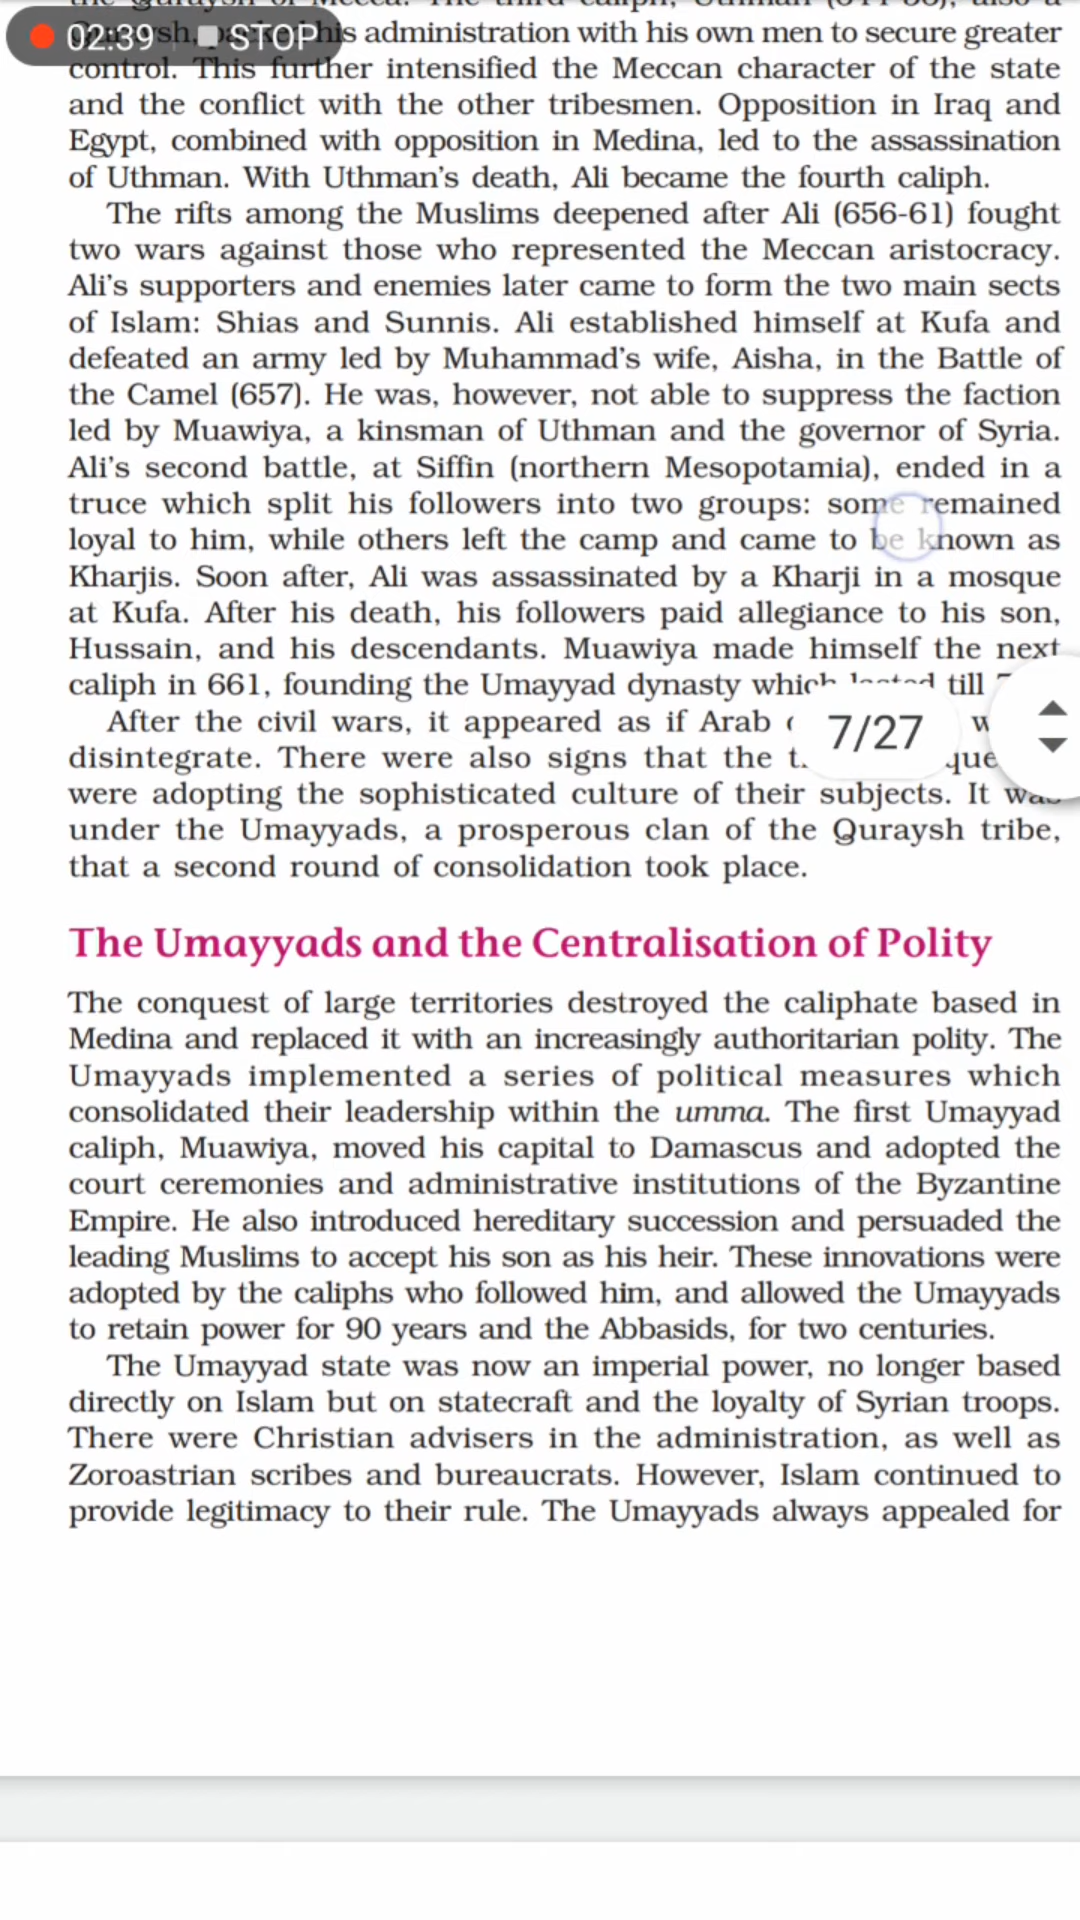 02:39 STOP
his administration with his own men to secure greater
control. This further intensified the Meccan character of the state
and the conflict with the other tribesmen. Opposition in Iraq and
Egypt, combined with opposition in Medina, led to the assassination
of Uthman. With Uthman's death, Ali became the fourth caliph.
The rifts among the Muslims deepened after Ali (656-61) fought
two wars against those who represented the Meccan aristocracy.
Ali's supporters and enemies later came to form the two main sects
of Islam: Shias and Sunnis. Ali established himself at Kufa and
defeated an army led by Muhammad's wife, Aisha, in the Battle of
the Camel (657). He was, however, not able to suppress the faction
led by Muawiya, a kinsman of Uthman and the governor of Syria.
Ali's second battle, at Siffin (northern Mesopotamia), ended in a
truce which split his followers into two groups: some remained
loyal to him, while others left the camp and came to be known as
Kharjis. Soon after, Ali was assassinated by a Kharji in a mosque
at Kufa. After his death, his followers paid allegiance to his son,
Hussain, and his descendants. Muawiya made himself the next
caliph in 661, founding the Umayyad dynasty which lasted till
After the civil wars, it appeared as if Arab
7/27
disintegrate. There were also signs that the
were adopting the sophisticated culture of their subjects. It was
under the Umayyads, a prosperous clan of the Quraysh tribe,
that a second round of consolidation took place.
The Umayyads and the Centralisation of Polity
The conquest of large territories destroyed the caliphate based in
Medina and replaced it with an increasingly authoritarian polity. The
Umayyads implemented a series of political measures which
consolidated their leadership within the umma. The first Umayyad
caliph, Muawiya, moved his capital to Damascus and adopted the
court ceremonies and administrative institutions of the Byzantine
Empire. He also introduced hereditary succession and persuaded the
leading Muslims to accept his son as his heir. These innovations were
adopted by the caliphs who followed him, and allowed the Umayyads
to retain power for 90 years and the Abbasids, for two centuries.
The Umayyad state was now an imperial power, no longer based
directly on Islam but on statecraft and the loyalty of Syrian troops.
There were Christian advisers in the administration, as well as
Zoroastrian scribes and bureaucrats. However, Islam continued to
provide legitimacy to their rule. The Umayyads always appealed for